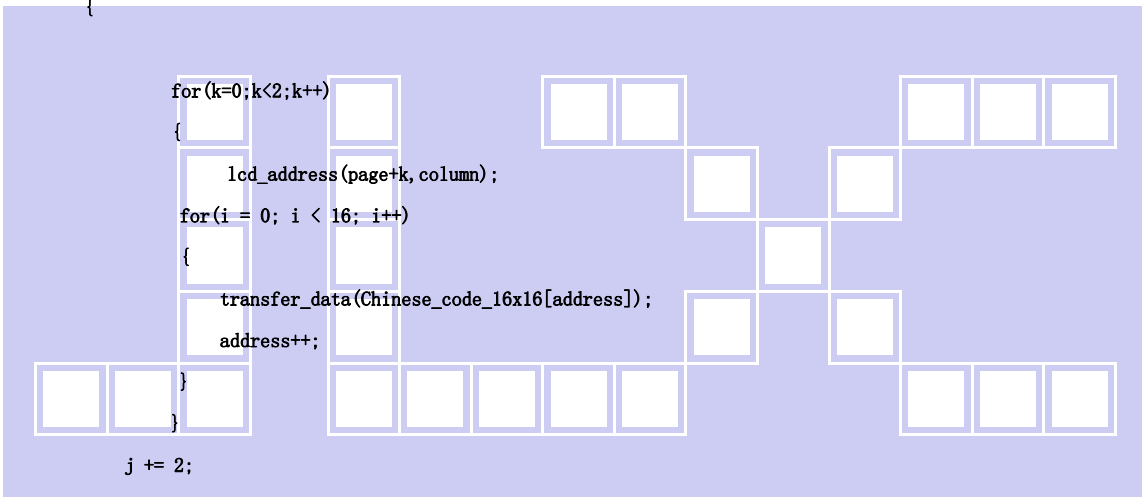 {
for(k=0;k<2;k++)
{
lcd_address(page+k,column);
for(i = 0; i < 16; i++)
{
transfer_data(Chinese_code_16x16[address]);
address++;
}
}
j += 2;